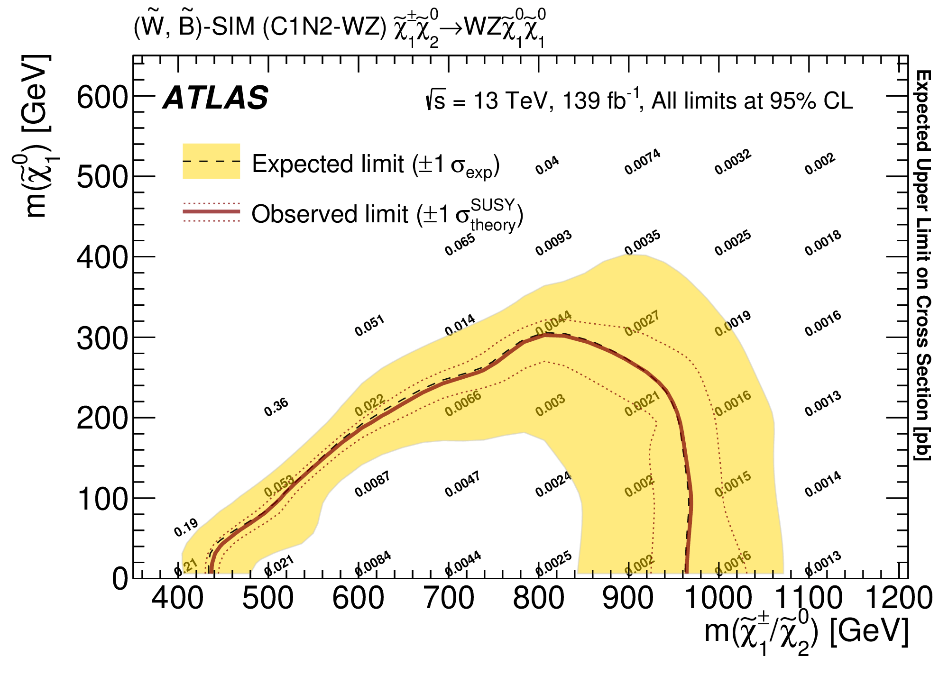 (W̃, B̃)-SIM (C1N2-WZ) χ̃₁^±χ̃₂⁰→WZχ̃₁⁰χ̃₁⁰
m(χ̃₁⁰) [GeV]
600
500
400
300
200
100
0
ATLAS
√s = 13 TeV, 139 fb⁻¹, All limits at 95% CL
Expected limit (±1 σ_exp)
Observed limit (±1 σ_theory^SUSY)
0.04 0.0074 0.0032 0.002
0.065 0.0093 0.0035 0.0025 0.0018
0.051 0.014 0.0044 0.0027 0.0019 0.0016
0.36 0.022 0.0066 0.003 0.0021 0.0016 0.0013
0.053 0.0087 0.0047 0.0024 0.002 0.0015 0.0014
0.19
0.21 0.021 0.0084 0.0044 0.0025 0.002 0.0016 0.0013
400 500 600 700 800 900 1000 1100 1200
m(χ̃₁^±/χ̃₂⁰) [GeV]
Expected Upper Limit on Cross Section [pb]